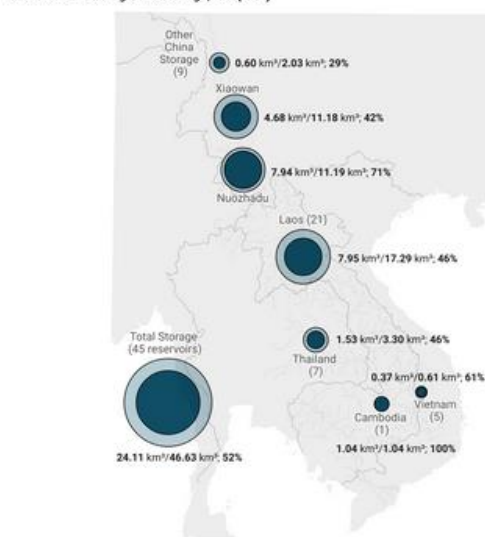 Other
China
Storage
(9)
0.60 km³/2.03 km³; 29%
Xiaowan
4.68 km³/11.18 km³; 42%
7.94 km³/11.19 km³; 71%
Nuozhadu
Laos (21)
7.95 km³/17.29 km³; 46%
1.53 km³/3.30 km³; 46%
Thailand
(7)
Total Storage
(45 reservoirs)
0.37 km³/0.61 km³; 61%
Vietnam
(5)
Cambodia
(1)
1.04 km³/1.04 km³; 100%
24.11 km³/46.63 km³; 52%